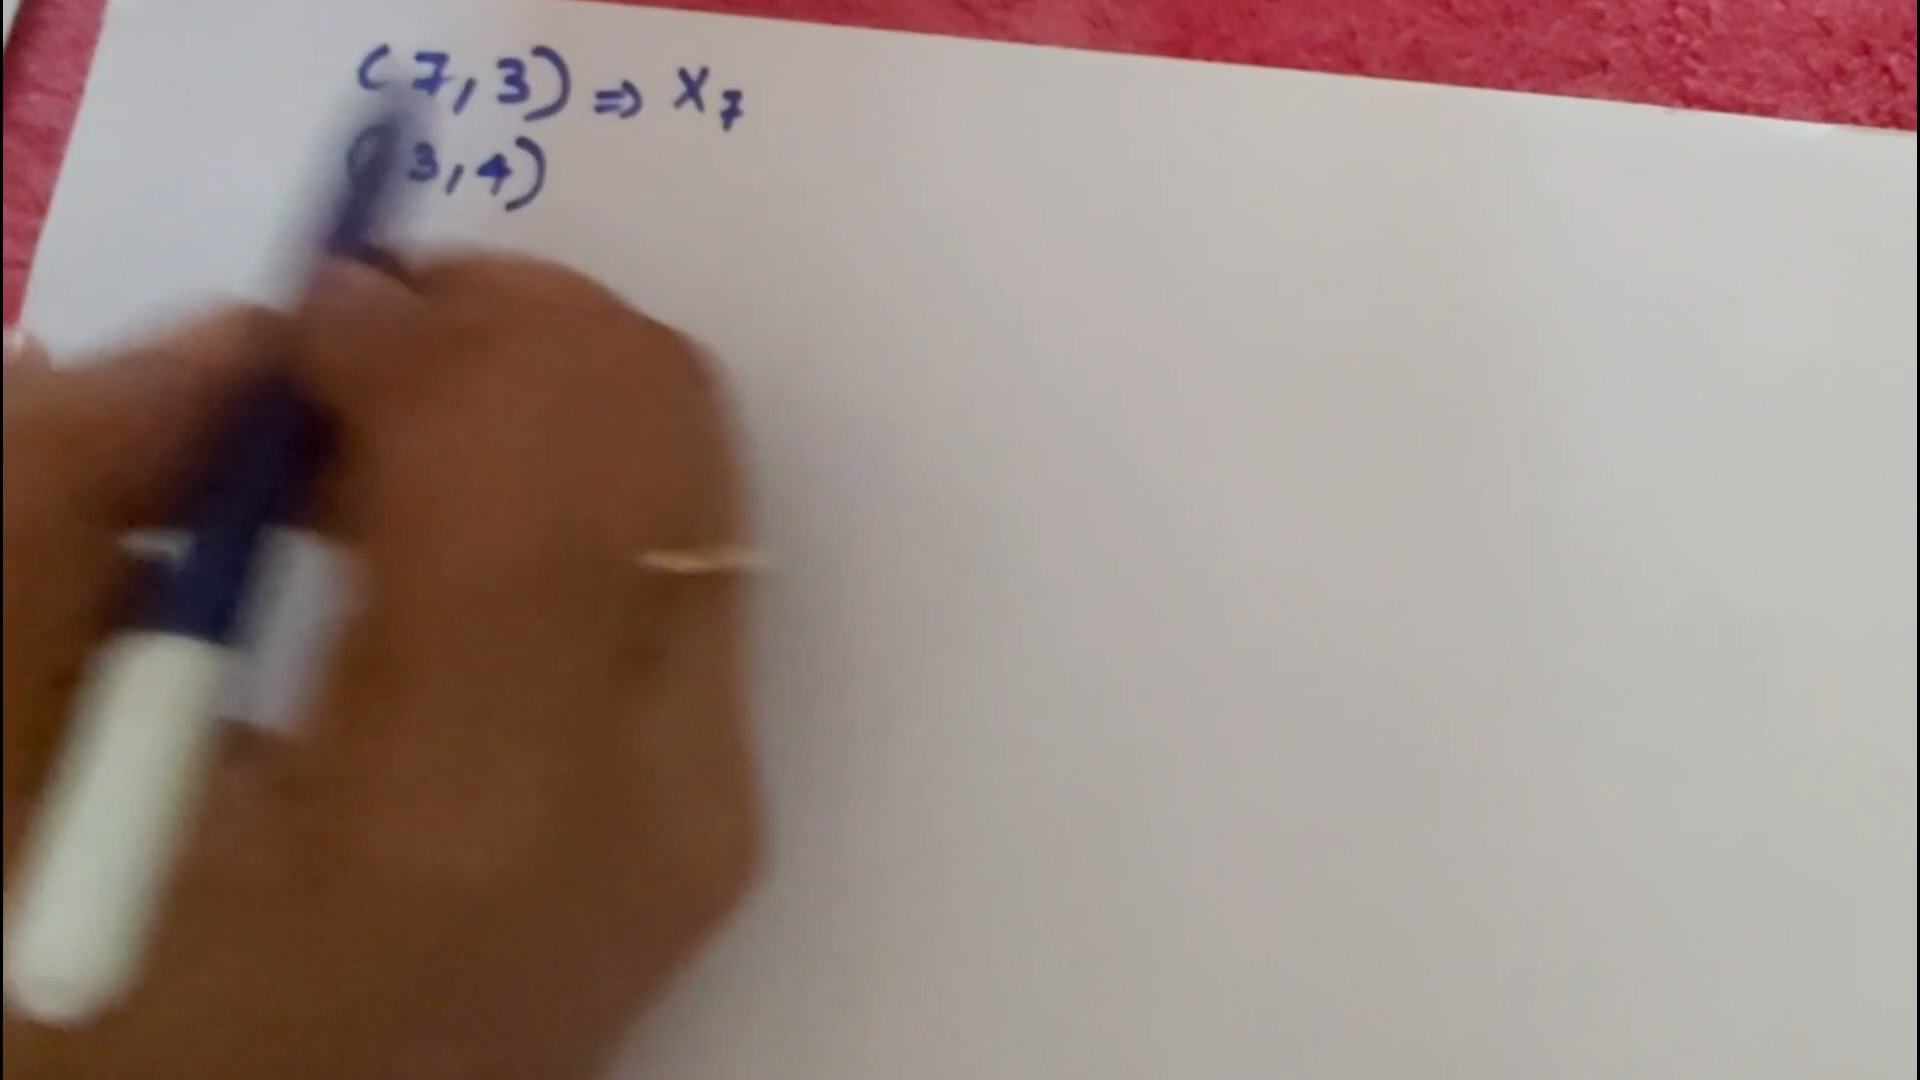 (7,3) ⇒ X₇
(3,4)